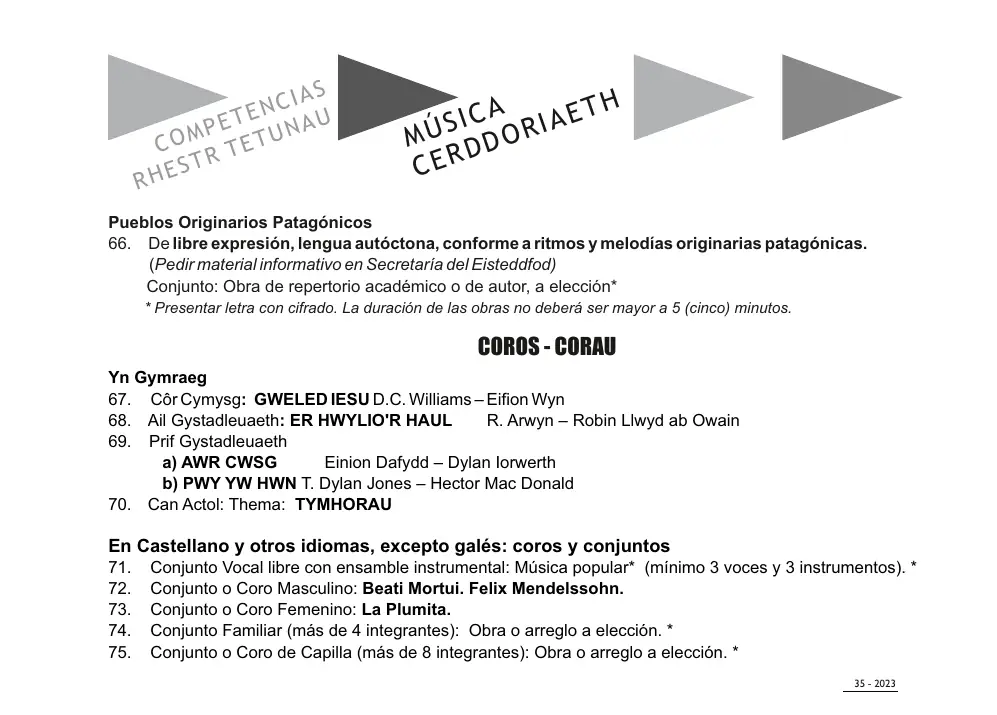 COMPETENCIAS
RHESTR TETUNAU
MÚSICA
CERDDORIAETH
Pueblos Originarios Patagónicos
66. De libre expresión, lengua autóctona, conforme a ritmos y melodías originarias patagónicas.
(Pedir material informativo en Secretaría del Eisteddfod)
Conjunto: Obra de repertorio académico o de autor, a elección*
* Presentar letra con cifrado. La duración de las obras no deberá ser mayor a 5 (cinco) minutos.
COROS - CORAU
Yn Gymraeg
67. Côr Cymysg: GWELED IESU D.C. Williams – Eifion Wyn
68. Ail Gystadleuaeth: ER HWYLIO'R HAUL R. Arwyn – Robin Llwyd ab Owain
69. Prif Gystadleuaeth
a) AWR CWSG Einion Dafydd – Dylan Iorwerth
b) PWY YW HWN T. Dylan Jones – Hector Mac Donald
70. Can Actol: Thema: TYMHORAU
En Castellano y otros idiomas, excepto galés: coros y conjuntos
71. Conjunto Vocal libre con ensamble instrumental: Música popular* (mínimo 3 voces y 3 instrumentos). *
72. Conjunto o Coro Masculino: Beati Mortui. Felix Mendelssohn.
73. Conjunto o Coro Femenino: La Plumita.
74. Conjunto Familiar (más de 4 integrantes): Obra o arreglo a elección. *
75. Conjunto o Coro de Capilla (más de 8 integrantes): Obra o arreglo a elección. *
35 - 2023